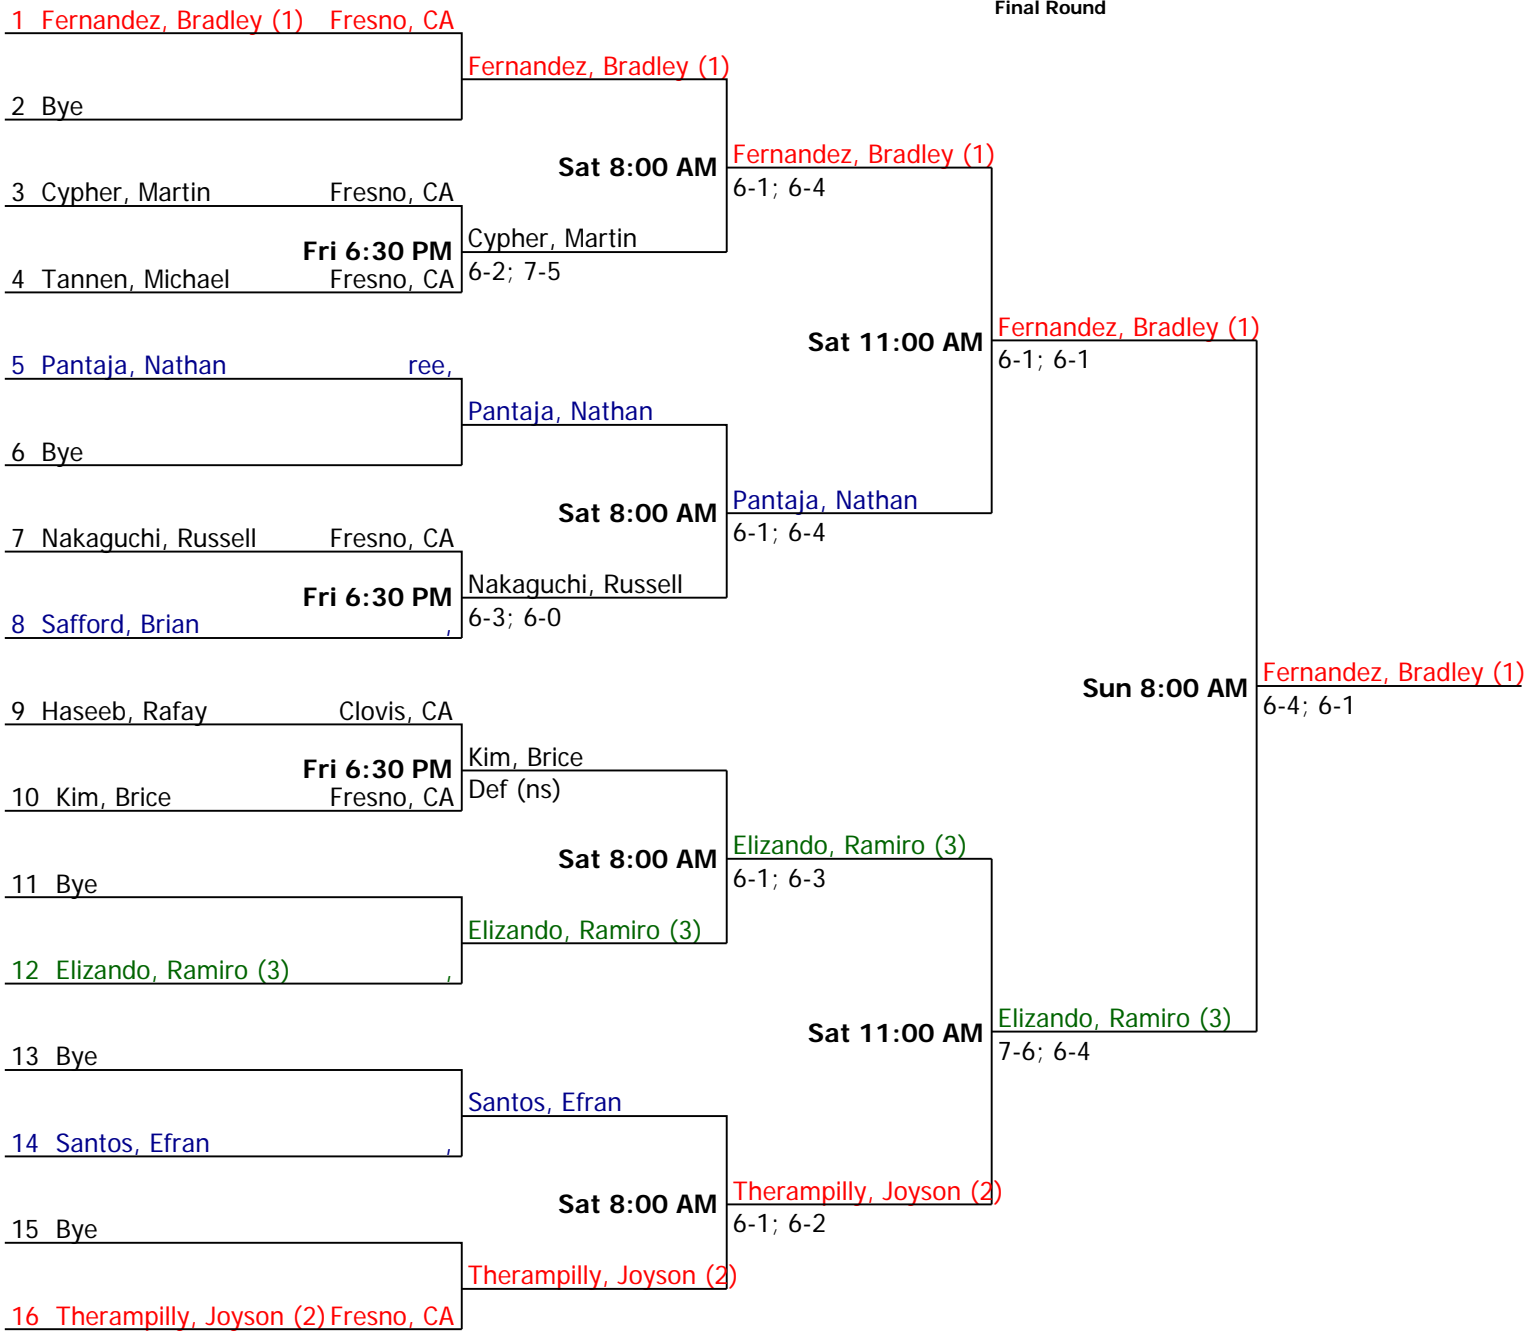 Final Round
1 Fernandez, Bradley (1) Fresno, CA
Fernandez, Bradley (1)
2 Bye
Sat 8:00 AM
Fernandez, Bradley (1)
6-1; 6-4
3 Cypher, Martin Fresno, CA
Fri 6:30 PM
Cypher, Martin
6-2; 7-5
4 Tannen, Michael Fresno, CA
Sat 11:00 AM
Fernandez, Bradley (1)
6-1; 6-1
5 Pantaja, Nathan ree,
Pantaja, Nathan
6 Bye
Sat 8:00 AM
Pantaja, Nathan
6-1; 6-4
7 Nakaguchi, Russell Fresno, CA
Fri 6:30 PM
Nakaguchi, Russell
6-3; 6-0
8 Safford, Brian ,
Sun 8:00 AM
Fernandez, Bradley (1)
6-4; 6-1
9 Haseeb, Rafay Clovis, CA
Fri 6:30 PM
Kim, Brice
Def (ns)
10 Kim, Brice Fresno, CA
Sat 8:00 AM
Elizando, Ramiro (3)
6-1; 6-3
11 Bye
Elizando, Ramiro (3)
12 Elizando, Ramiro (3) ,
Sat 11:00 AM
Elizando, Ramiro (3)
7-6; 6-4
13 Bye
Santos, Efran
14 Santos, Efran ,
Sat 8:00 AM
Therampilly, Joyson (2)
6-1; 6-2
15 Bye
Therampilly, Joyson (2)
16 Therampilly, Joyson (2) Fresno, CA